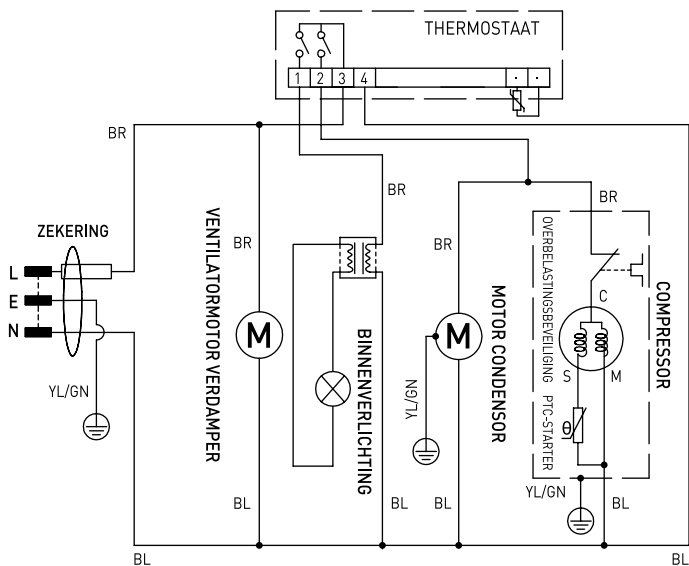 THERMOSTAAT
1 2 3 4 · ·
BR
BR
BR
BR
BR
ZEKERING
L
E
N
YL/GN
VENTILATORMOTOR VERDAMPER
M
BINNENVERLICHTING
M
MOTOR CONDENSOR
YL/GN
OVERBELASTINGSBEVEILIGING
PTC-STARTER
COMPRESSOR
C
S
M
θ
YL/GN
BL
BL
BL
BL
BL
BL